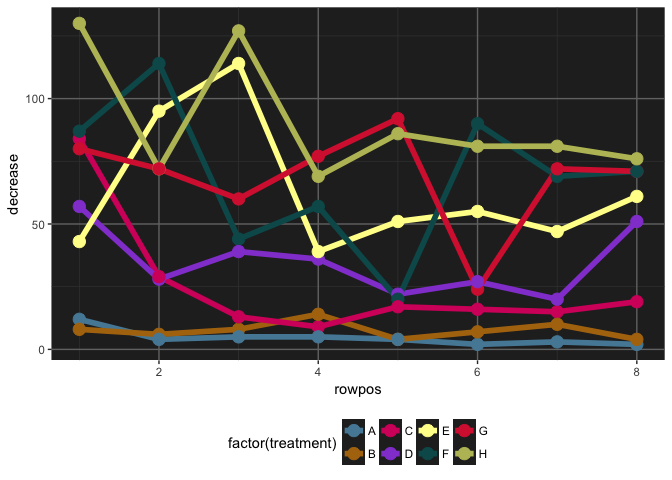 decrease
100
50
0
2 4 6 8
rowpos
factor(treatment)
A C E G
B D F H